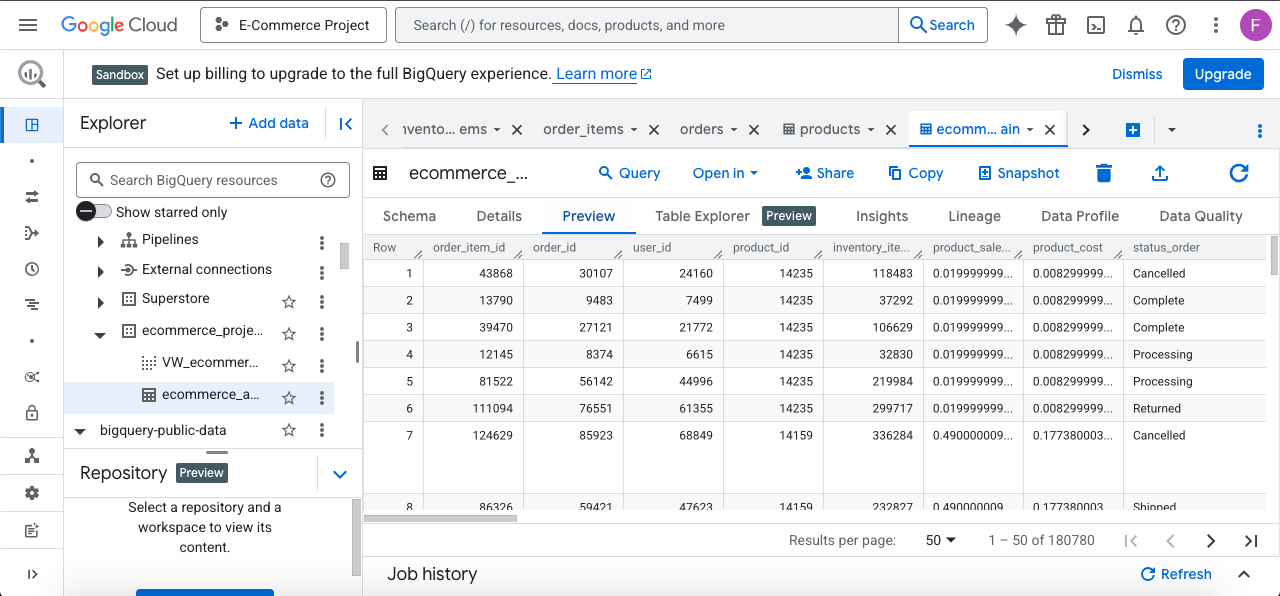 Google Cloud E-Commerce Project Search (/) for resources, docs, products, and more Search F
Sandbox Set up billing to upgrade to the full BigQuery experience. Learn more Dismiss Upgrade
Explorer + Add data
nvento... ems order_items orders products ecomm... ain
Search BigQuery resources
ecommerce_... Query Open in Share Copy Snapshot
Show starred only
Schema Details Preview Table Explorer Preview Insights Lineage Data Profile Data Quality
Pipelines
External connections
Superstore
ecommerce_proje...
VW_ecommer...
ecommerce_a...
bigquery-public-data
Row order_item_id order_id user_id product_id inventory_ite... product_sale... product_cost status_order
1 43868 30107 24160 14235 118483 0.019999999... 0.008299999... Cancelled
2 13790 9483 7499 14235 37292 0.019999999... 0.008299999... Complete
3 39470 27121 21772 14235 106629 0.019999999... 0.008299999... Complete
4 12145 8374 6615 14235 32830 0.019999999... 0.008299999... Processing
5 81522 56142 44996 14235 219984 0.019999999... 0.008299999... Processing
6 111094 76551 61355 14235 299717 0.019999999... 0.008299999... Returned
7 124629 85923 68849 14159 336284 0.490000009... 0.177380003... Cancelled
8 86326 59421 47623 14159 232827 0.490000009... 0.177380003... Shipped
Repository Preview
Select a repository and a
workspace to view its
content.
Results per page: 50 1 – 50 of 180780
Job history Refresh